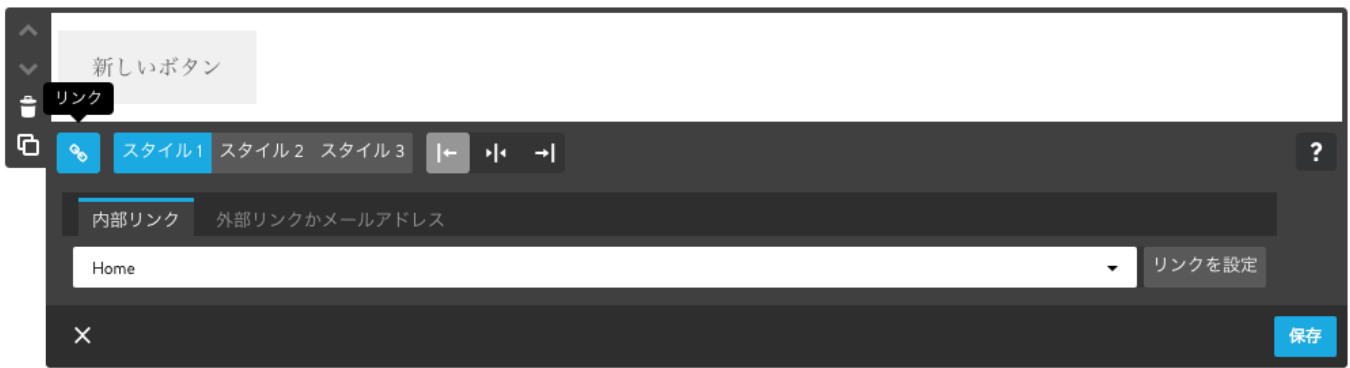 新しいボタン
リンク
スタイル 1 スタイル 2 スタイル 3
?
内部リンク 外部リンクかメールアドレス
Home リンクを設定
保存